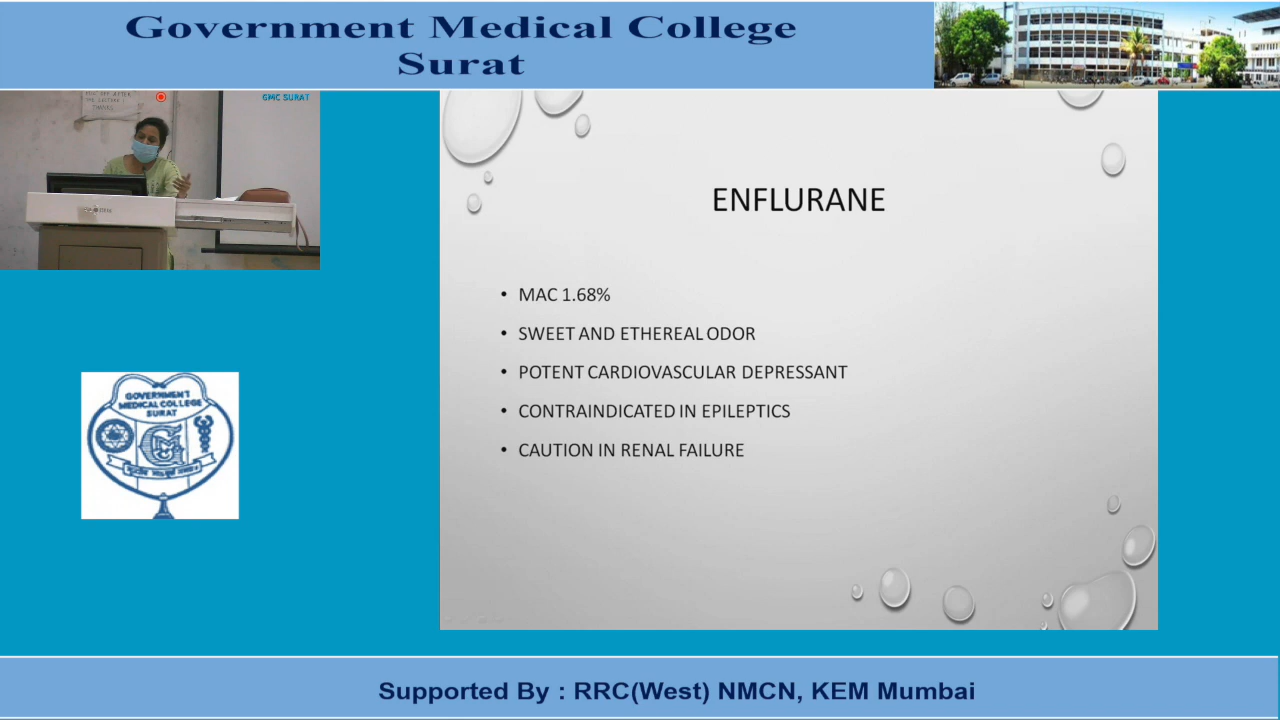 Government Medical College
Surat
THANKS
GMC SURAT
ENFLURANE
• MAC 1.68%
• SWEET AND ETHEREAL ODOR
• POTENT CARDIOVASCULAR DEPRESSANT
• CONTRAINDICATED IN EPILEPTICS
• CAUTION IN RENAL FAILURE
GOVERNMENT
MEDICAL COLLEGE
SURAT
Supported By : RRC(West) NMCN, KEM Mumbai